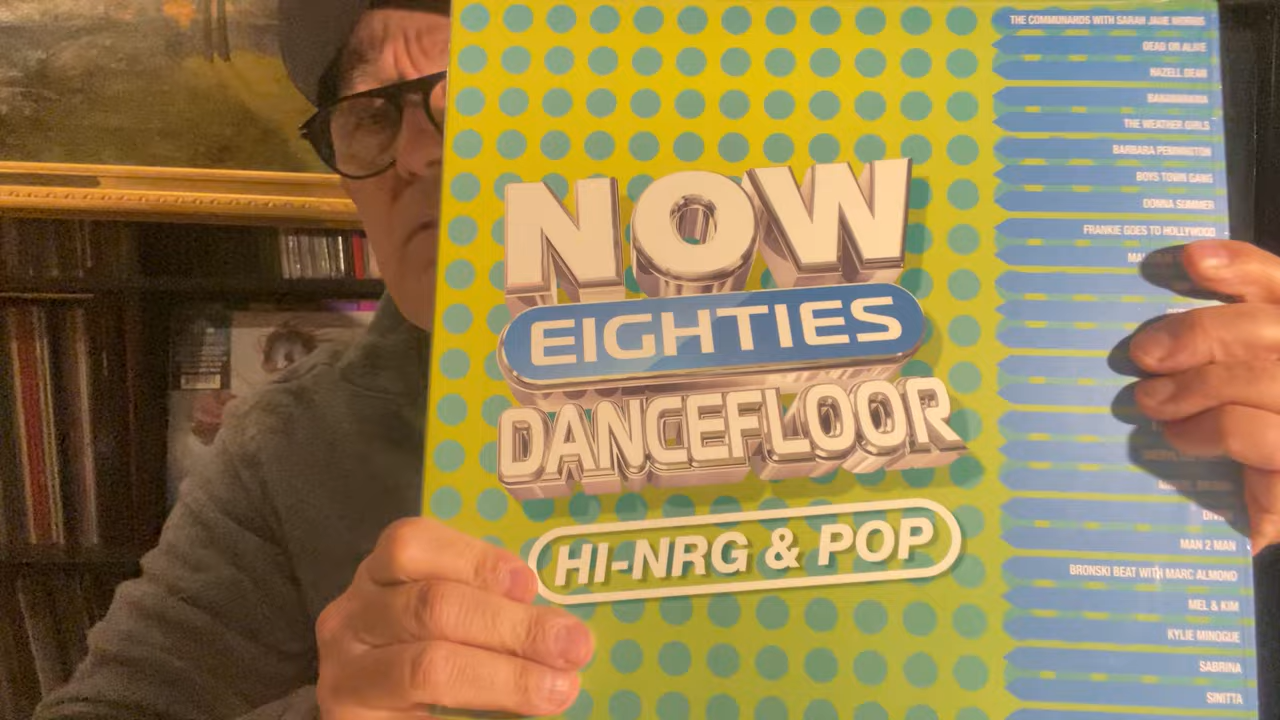 NOW
EIGHTIES
DANCEFLOOR
HI-NRG & POP
THE COMMUNARDS WITH SARAH JANE MORRIS
DEAD OR ALIVE
HAZELL DEAN
BANANARAMA
THE WEATHER GIRLS
BARBARA PENNINGTON
BOYS TOWN GANG
DONNA SUMMER
FRANKIE GOES TO HOLLYWOOD
MAN 2 MAN
BRONSKI BEAT WITH MARC ALMOND
MEL & KIM
KYLIE MINOGUE
SABRINA
SINITTA